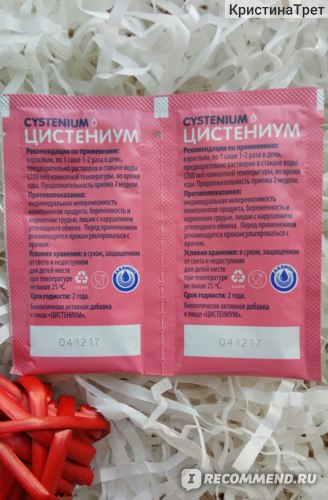 КристинаТрет
CYSTENIUM
ЦИСТЕНИУМ
Рекомендации по применению:
взрослым, по 1 саше 1-2 раза в день,
предварительно растворив в стакане воды
(200 мл) комнатной температуры, во время
еды. Продолжительность приема 2 недели.
Противопоказания:
индивидуальная непереносимость
компонентов продукта, беременность и
кормление грудью, лицам с нарушением
углеводного обмена. Перед применением
рекомендуется проконсультироваться с
врачом.
Условия хранения: в сухом, защищенном
от света и недоступном
для детей месте
при температуре
не выше 25 °С.
Срок годности: 2 года.
Биологически активная добавка
к пище «ЦИСТЕНИУМ».
041217
CYSTENIUM
ЦИСТЕНИУМ
Рекомендации по применению:
взрослым, по 1 саше 1-2 раза в день,
предварительно растворив в стакане воды
(200 мл) комнатной температуры, во время
еды. Продолжительность приема 2 недели.
Противопоказания:
индивидуальная непереносимость
компонентов продукта, беременность и
кормление грудью, лицам с нарушением
углеводного обмена. Перед применением
рекомендуется проконсультироваться с
врачом.
Условия хранения: в сухом, защищенном
от света и недоступном
для детей месте
при температуре
не выше 25 °С.
Срок годности: 2 года.
Биологически активная добавка
к пище «ЦИСТЕНИУМ».
041217
IRECOMMEND.RU